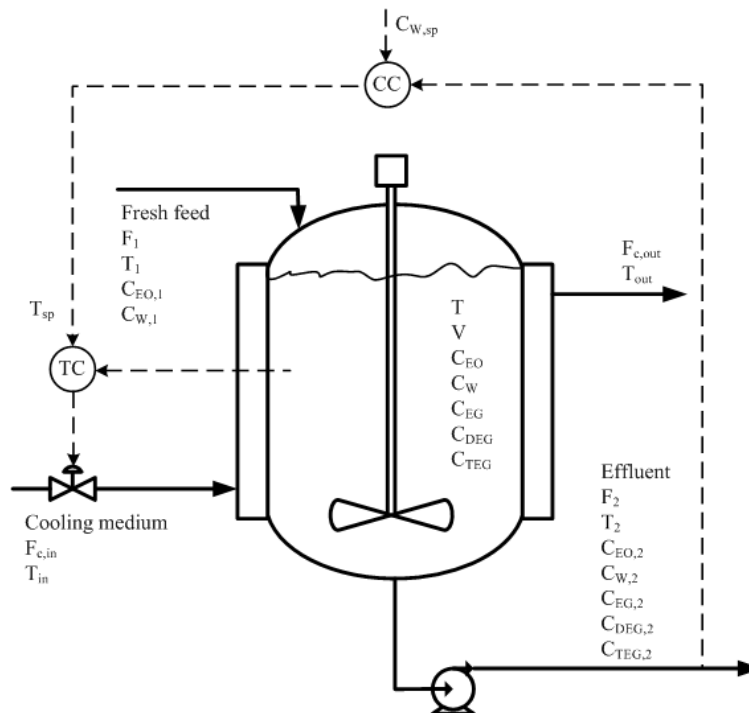 C_W,sp
CC
Fresh feed
F_1
T_1
C_EO,1
C_W,1
F_c,out
T_out
T_sp
TC
T
V
C_EO
C_W
C_EG
C_DEG
C_TEG
Cooling medium
F_c,in
T_in
Effluent
F_2
T_2
C_EO,2
C_W,2
C_EG,2
C_DEG,2
C_TEG,2